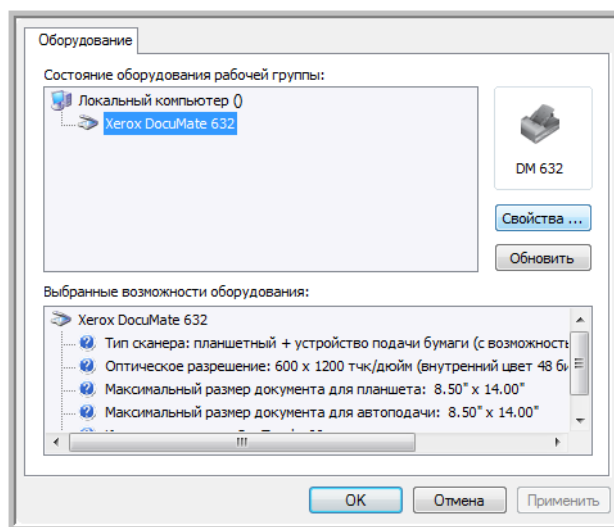 Оборудование
Состояние оборудования рабочей группы:
Локальный компьютер ()
Xerox DocuMate 632
DM 632
Свойства ...
Обновить
Выбранные возможности оборудования:
Xerox DocuMate 632
Тип сканера: планшетный + устройство подачи бумаги (с возможность
Оптическое разрешение: 600 x 1200 тчк/дюйм (внутренний цвет 48 би
Максимальный размер документа для планшета: 8.50" x 14.00"
Максимальный размер документа для автоподачи: 8.50" x 14.00"
OK
Отмена
Применить